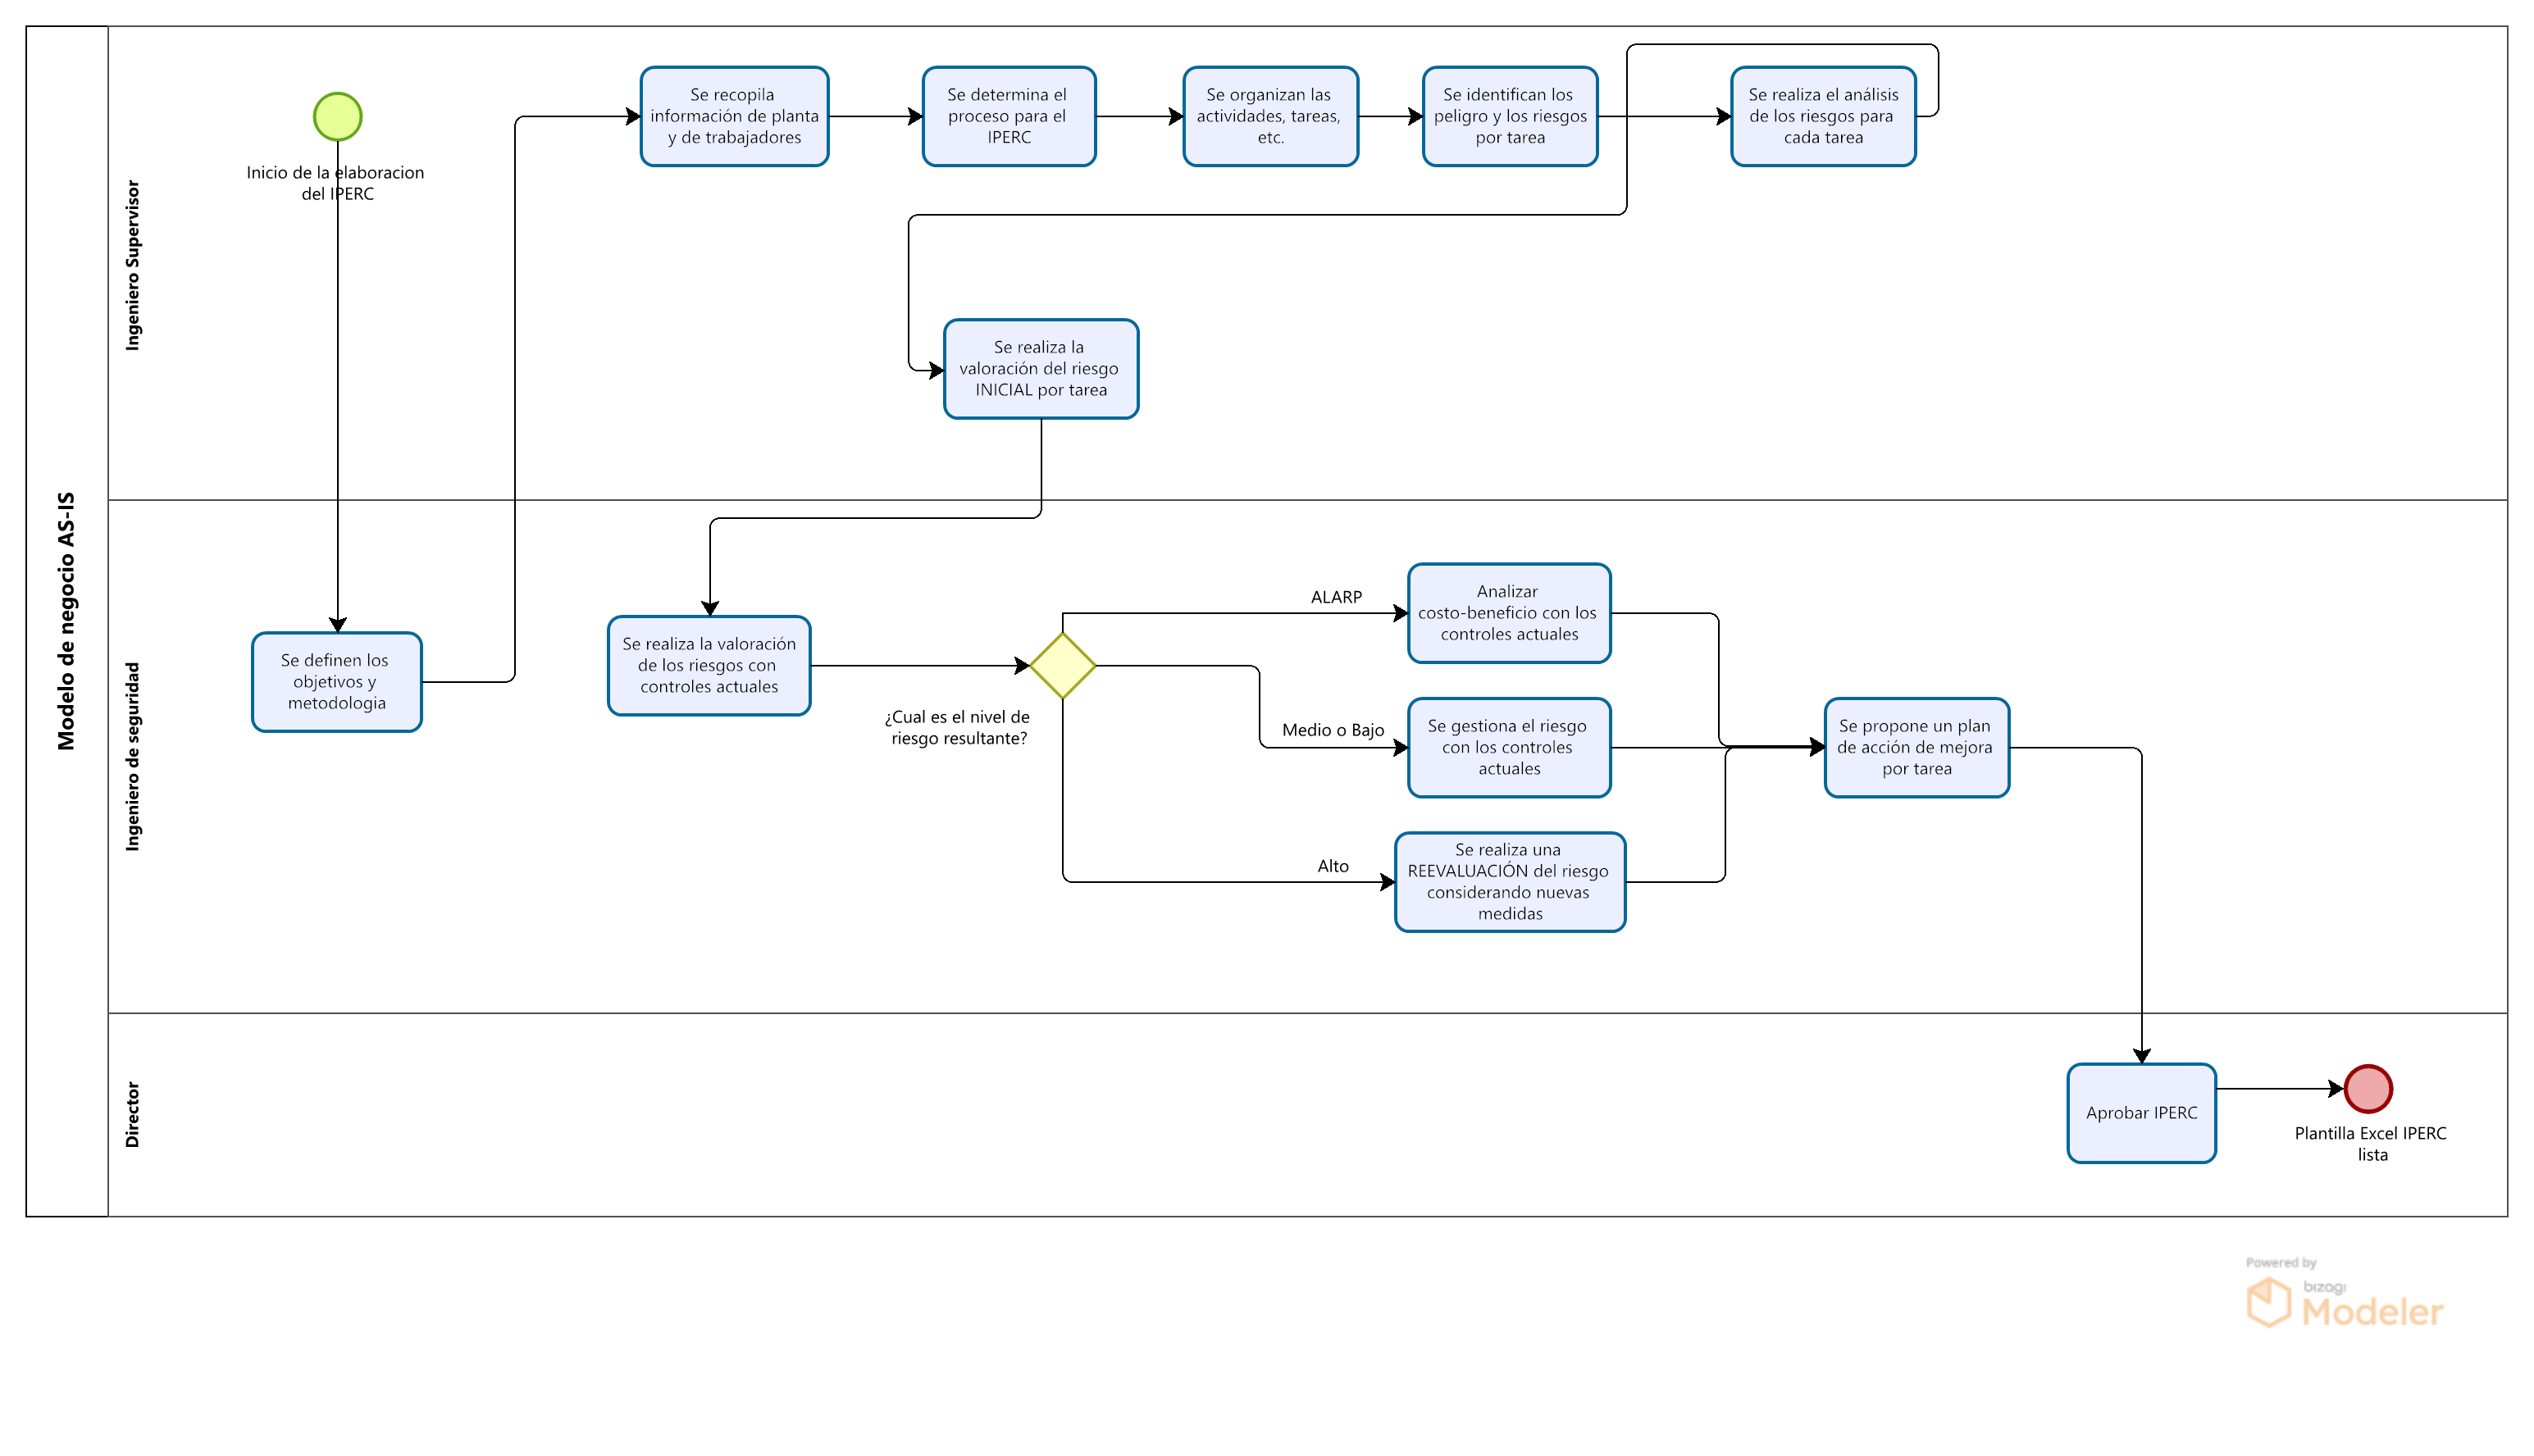 Modelo de negocio AS-IS
Ingeniero Supervisor
Inicio de la elaboracion
del IPERC
Se recopila
información de planta
y de trabajadores
Se determina el
proceso para el
IPERC
Se organizan las
actividades, tareas,
etc.
Se identifican los
peligro y los riesgos
por tarea
Se realiza el análisis
de los riesgos para
cada tarea
Se realiza la
valoración del riesgo
INICIAL por tarea
Ingeniero de seguridad
Se definen los
objetivos y
metodologia
Se realiza la valoración
de los riesgos con
controles actuales
¿Cual es el nivel de
riesgo resultante?
ALARP
Analizar
costo-beneficio con los
controles actuales
Medio o Bajo
Se gestiona el riesgo
con los controles
actuales
Alto
Se realiza una
REEVALUACIÓN del riesgo
considerando nuevas
medidas
Se propone un plan
de acción de mejora
por tarea
Director
Aprobar IPERC
Plantilla Excel IPERC
lista
Powered by
bizagi
Modeler